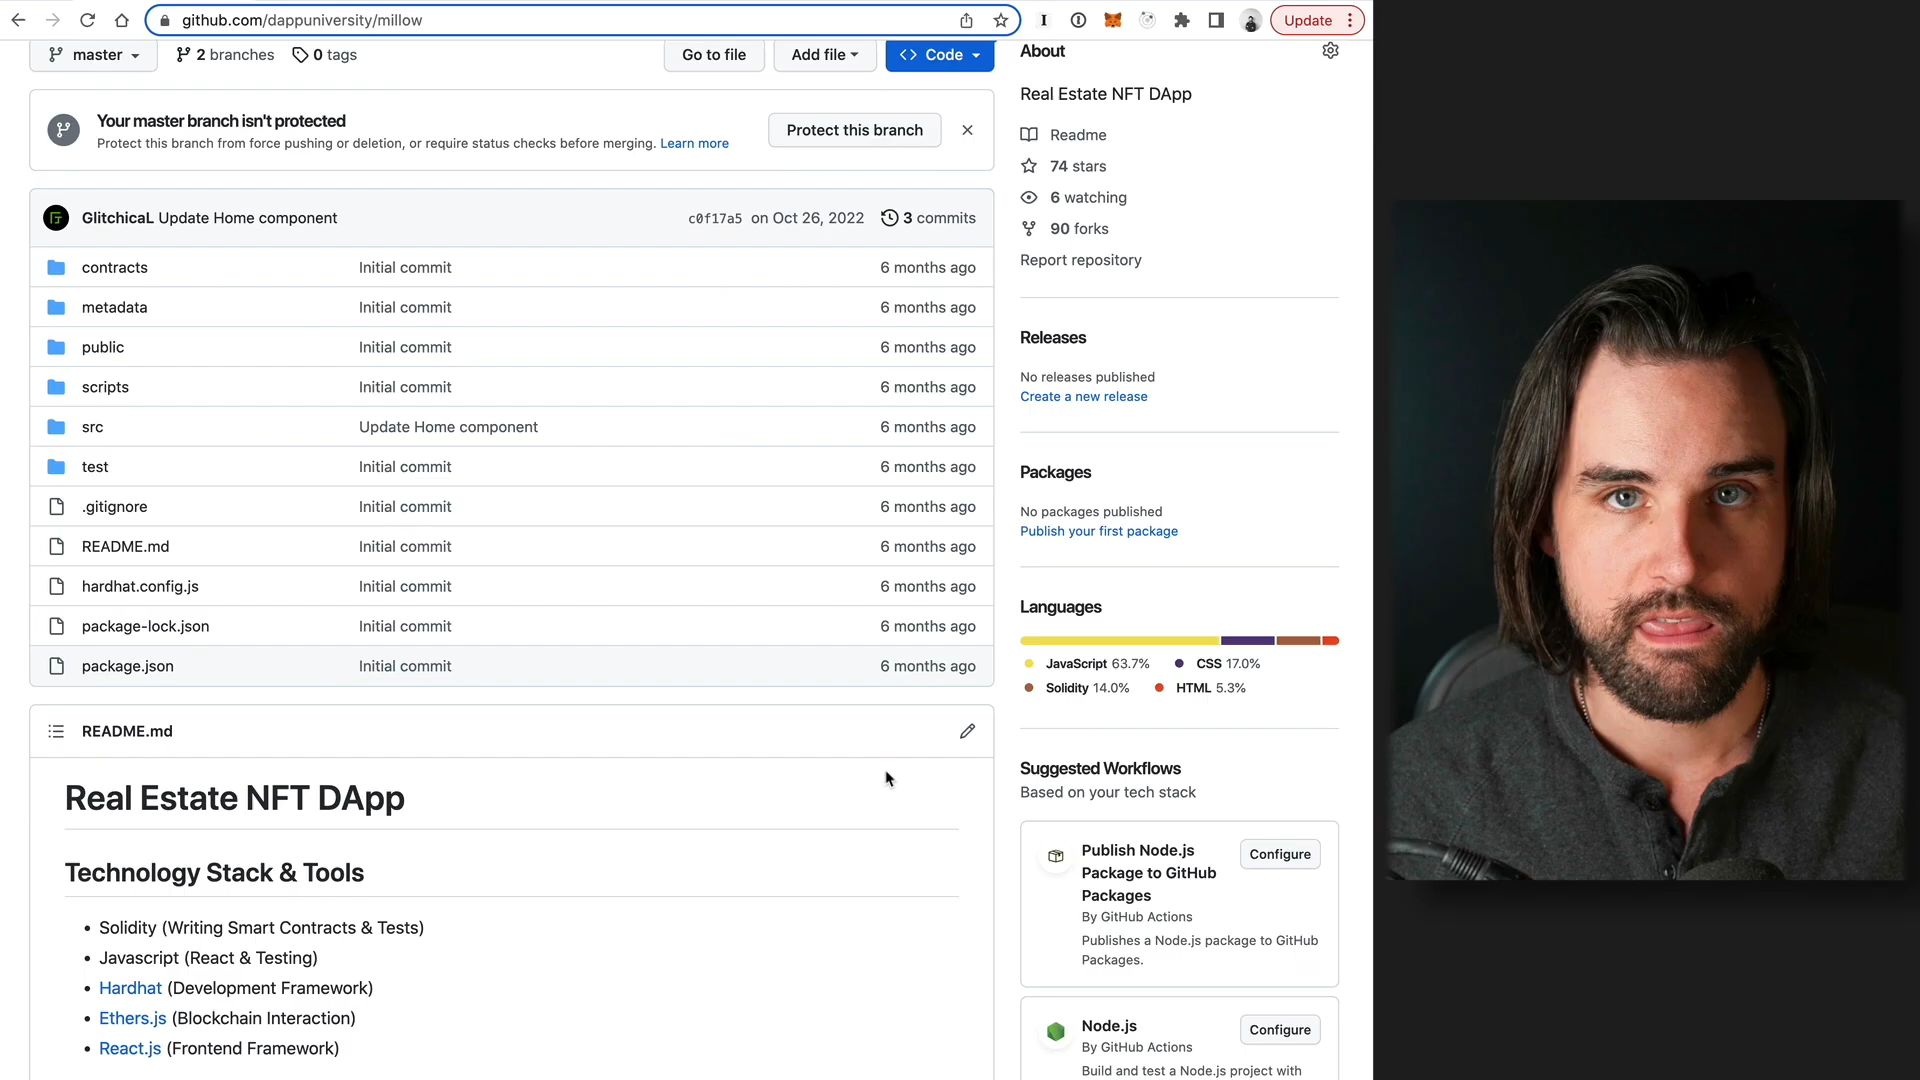 github.com/dappuniversity/millow
Update
master
2 branches
0 tags
Go to file
Add file
Code
Your master branch isn't protected
Protect this branch from force pushing or deletion, or require status checks before merging. Learn more
Protect this branch
GlitchicaL Update Home component
c0f17a5 on Oct 26, 2022
3 commits
contracts Initial commit 6 months ago
metadata Initial commit 6 months ago
public Initial commit 6 months ago
scripts Initial commit 6 months ago
src Update Home component 6 months ago
test Initial commit 6 months ago
.gitignore Initial commit 6 months ago
README.md Initial commit 6 months ago
hardhat.config.js Initial commit 6 months ago
package-lock.json Initial commit 6 months ago
package.json Initial commit 6 months ago
README.md
Real Estate NFT DApp
Technology Stack & Tools
• Solidity (Writing Smart Contracts & Tests)
• Javascript (React & Testing)
• Hardhat (Development Framework)
• Ethers.js (Blockchain Interaction)
• React.js (Frontend Framework)
About
Real Estate NFT DApp
Readme
74 stars
6 watching
90 forks
Report repository
Releases
No releases published
Create a new release
Packages
No packages published
Publish your first package
Languages
JavaScript 63.7% CSS 17.0%
Solidity 14.0% HTML 5.3%
Suggested Workflows
Based on your tech stack
Publish Node.js
Package to GitHub
Packages
Configure
By GitHub Actions
Publishes a Node.js package to GitHub
Packages.
Node.js
Configure
By GitHub Actions
Build and test a Node.js project with